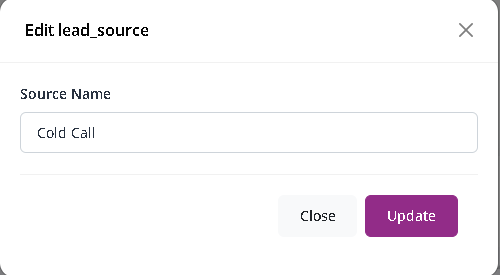 Edit lead_source
Source Name
Cold Call
Close
Update